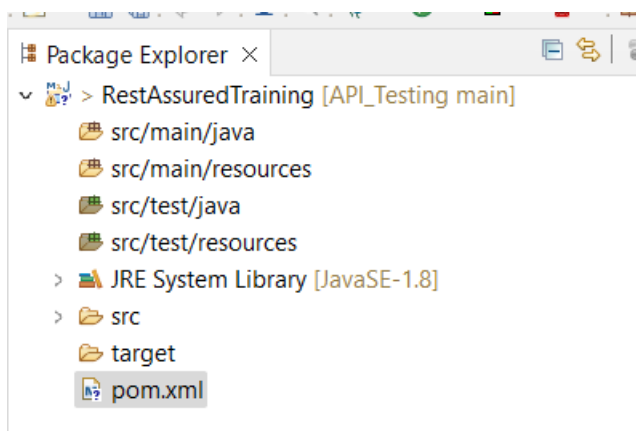 Package Explorer ×
> RestAssuredTraining [API_Testing main]
src/main/java
src/main/resources
src/test/java
src/test/resources
JRE System Library [JavaSE-1.8]
src
target
pom.xml